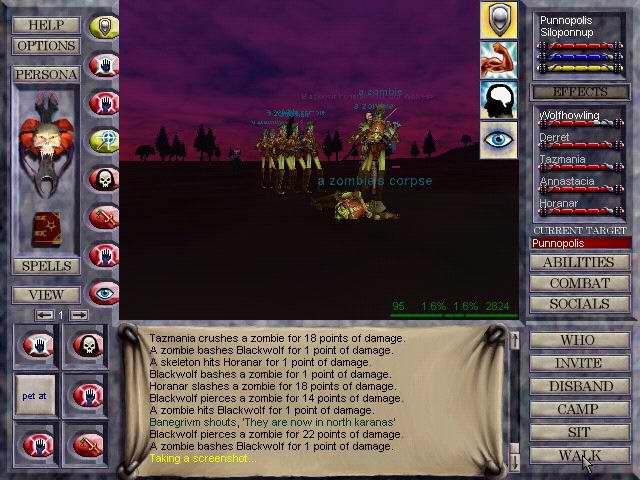 HELP
OPTIONS
PERSONA
SPELLS
VIEW
1
pet at
a zombie
a zombie
a zombie's corpse
95 1.6% 1.6% 2824
Punnopolis
Siloponnup
EFFECTS
Wolfhowling
Derret
Tazmania
Annastacia
Horanar
CURRENT TARGET
Punnopolis
ABILITIES
COMBAT
SOCIALS
WHO
INVITE
DISBAND
CAMP
SIT
WALK
Tazmania crushes a zombie for 18 points of damage.
A zombie bashes Blackwolf for 1 point of damage.
A skeleton hits Horanar for 1 point of damage.
Blackwolf bashes a zombie for 1 point of damage.
Horanar slashes a zombie for 18 points of damage.
Blackwolf pierces a zombie for 14 points of damage.
A zombie hits Blackwolf for 1 point of damage.
Banegrivm shouts, 'They are now in north karanas'
Blackwolf pierces a zombie for 22 points of damage.
A zombie bashes Blackwolf for 1 point of damage.
Taking a screenshot...